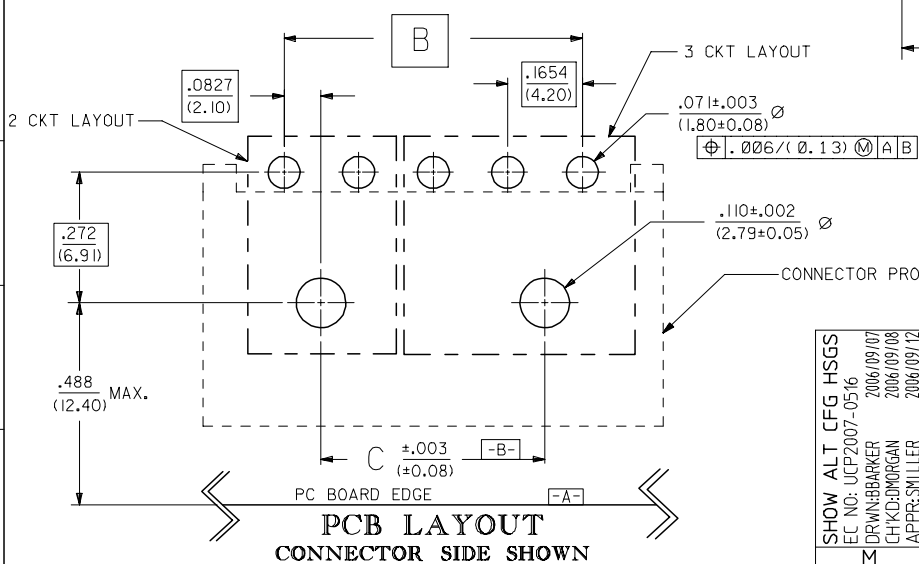 B
.0827
(2.10)
.1654
(4.20)
3 CKT LAYOUT
2 CKT LAYOUT
.071±.003
(1.80±0.08) Ø
⌖ .006/(0.13) Ⓜ A B
.272
(6.91)
.110±.002
(2.79±0.05) Ø
CONNECTOR PRO
.488
(12.40) MAX.
C ±.003
(±0.08)
-B-
PC BOARD EDGE
-A-
PCB LAYOUT
CONNECTOR SIDE SHOWN
SHOW ALT CFG HSGS
EC NO: UCP2007-0516
DRWN:BBARKER 2006/09/07
CH'KD:DMORGAN 2006/09/08
APPR:SMILLER 2006/09/12
M